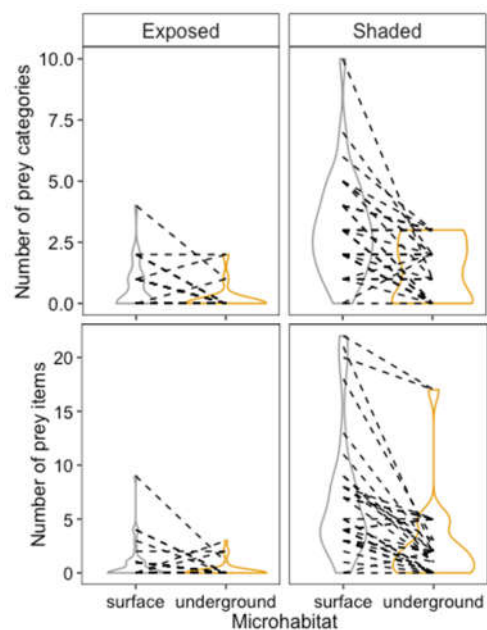 Exposed Shaded
Number of prey categories
10.0
7.5
5.0
2.5
0.0
Number of prey items
20
15
10
5
0
surface underground surface underground
Microhabitat